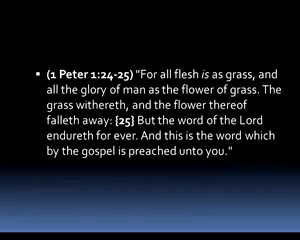 ▪ (1 Peter 1:24-25) "For all flesh is as grass, and
all the glory of man as the flower of grass. The
grass withereth, and the flower thereof
falleth away: {25} But the word of the Lord
endureth for ever. And this is the word which
by the gospel is preached unto you."